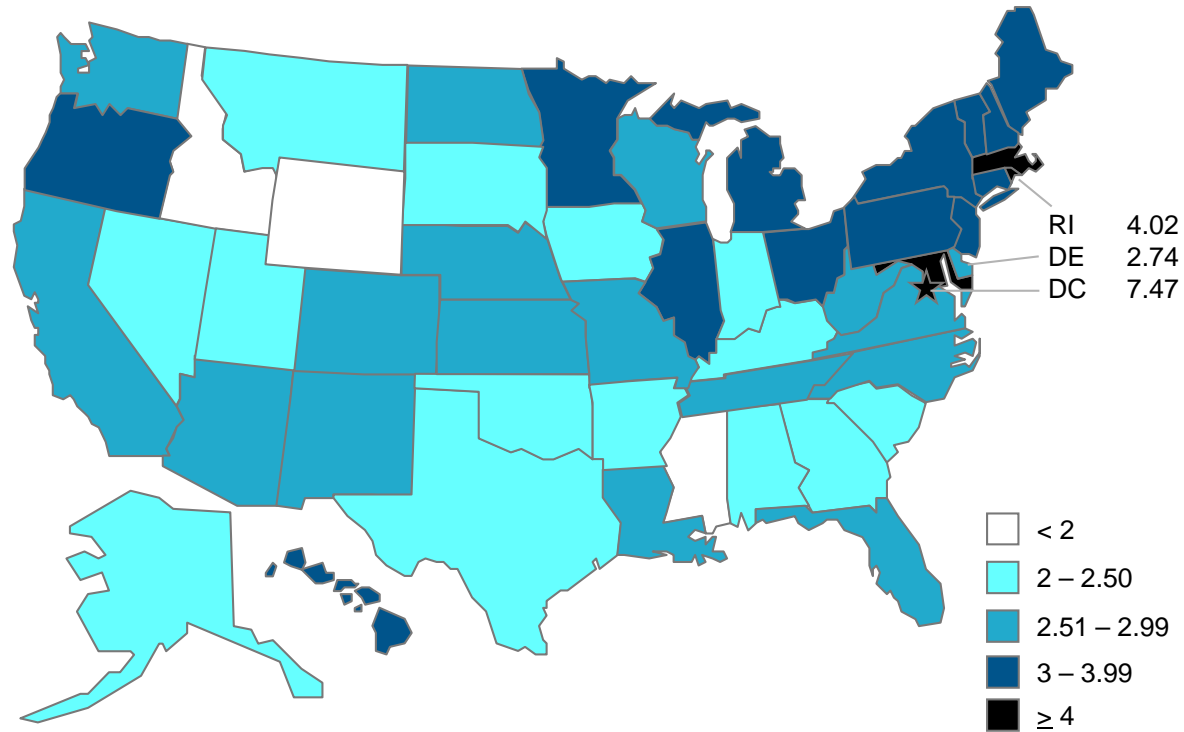 RI 4.02
DE 2.74
DC 7.47
< 2
2 – 2.50
2.51 – 2.99
3 – 3.99
≥ 4